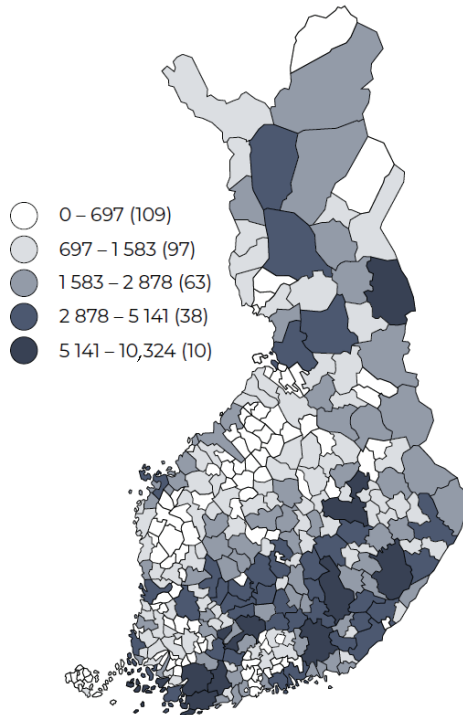 0 – 697 (109)
697 – 1 583 (97)
1 583 – 2 878 (63)
2 878 – 5 141 (38)
5 141 – 10,324 (10)